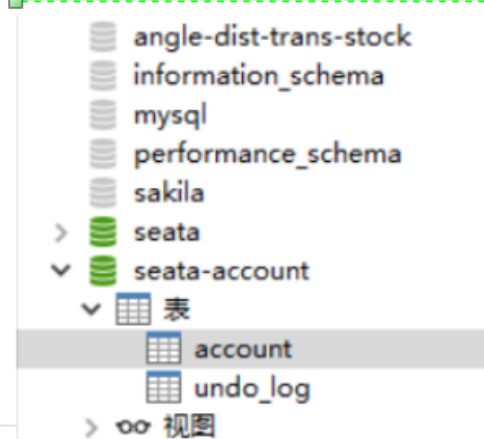 angle-dist-trans-stock
information_schema
mysql
performance_schema
sakila
seata
seata-account
表
account
undo_log
视图